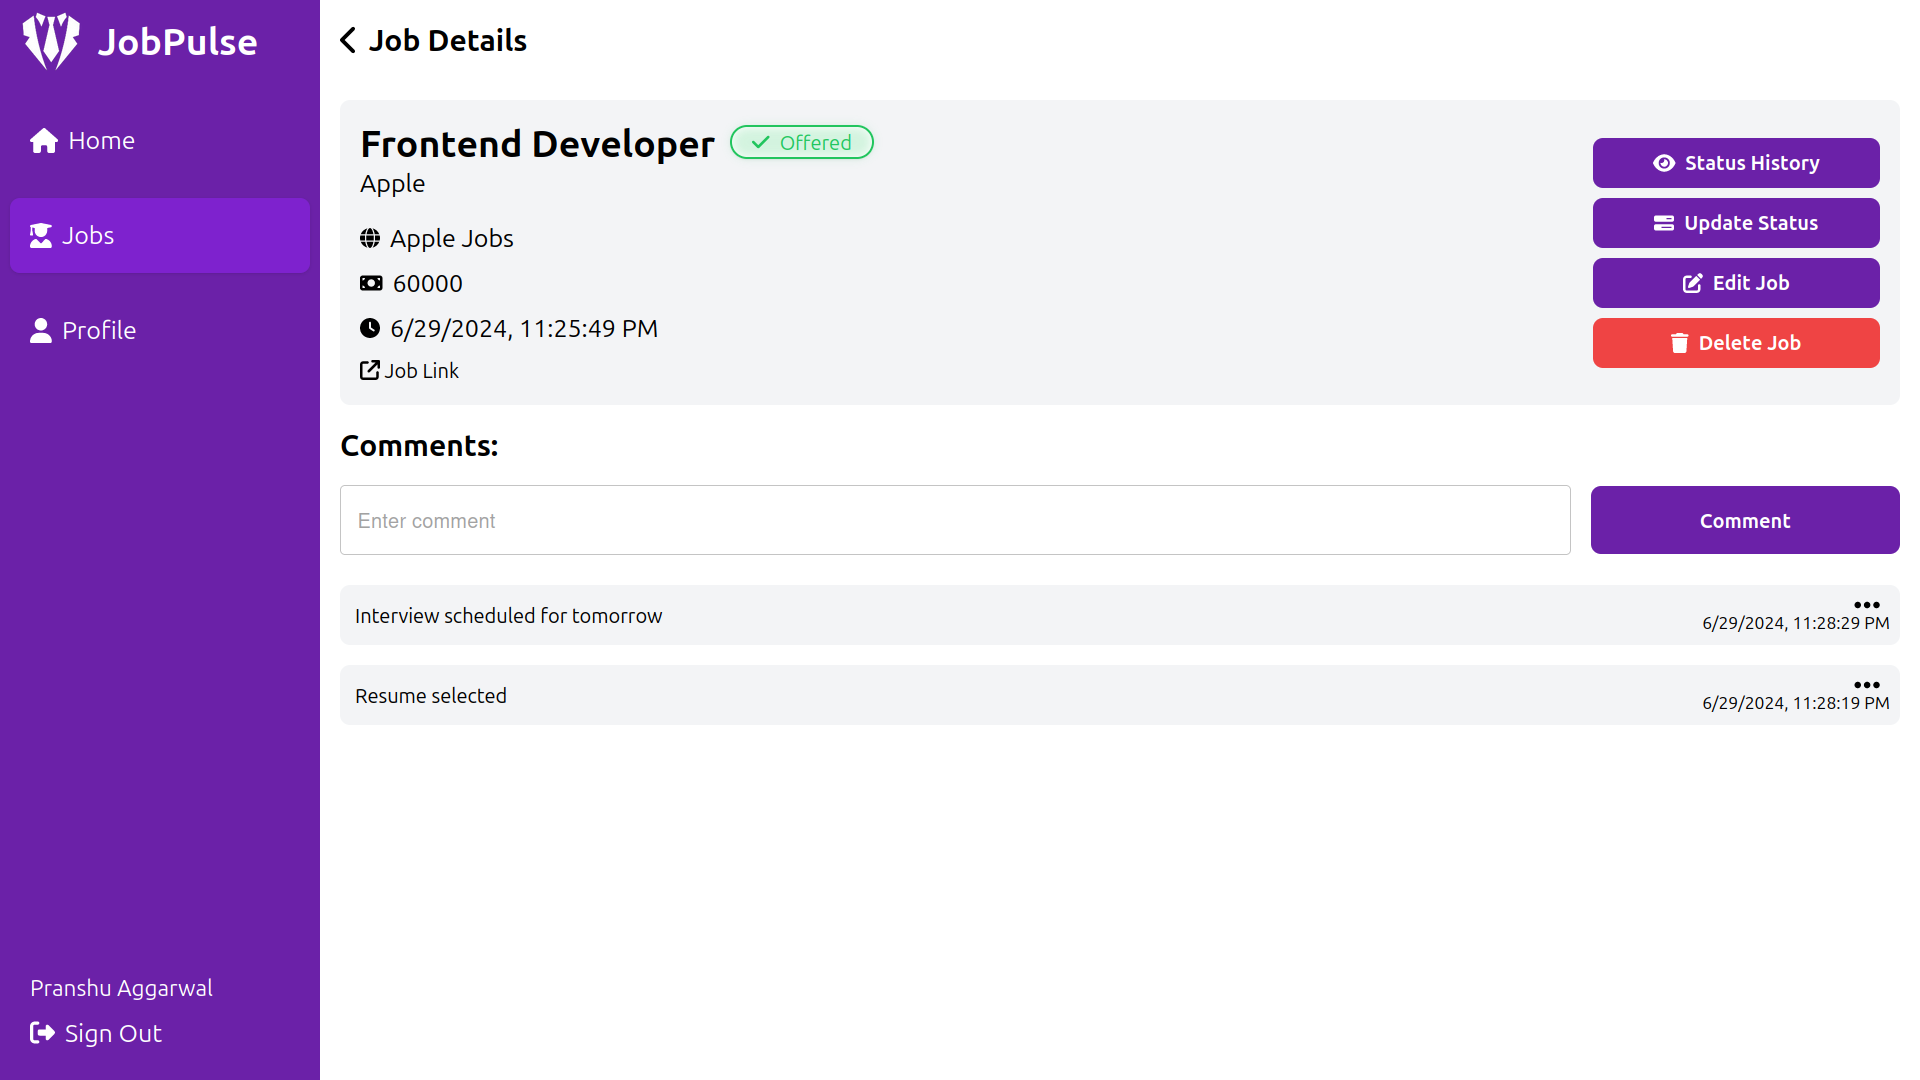 JobPulse
Home
Jobs
Profile
Pranshu Aggarwal
Sign Out
Job Details
Frontend Developer
Offered
Apple
Apple Jobs
60000
6/29/2024, 11:25:49 PM
Job Link
Status History
Update Status
Edit Job
Delete Job
Comments:
Enter comment
Comment
Interview scheduled for tomorrow
6/29/2024, 11:28:29 PM
Resume selected
6/29/2024, 11:28:19 PM